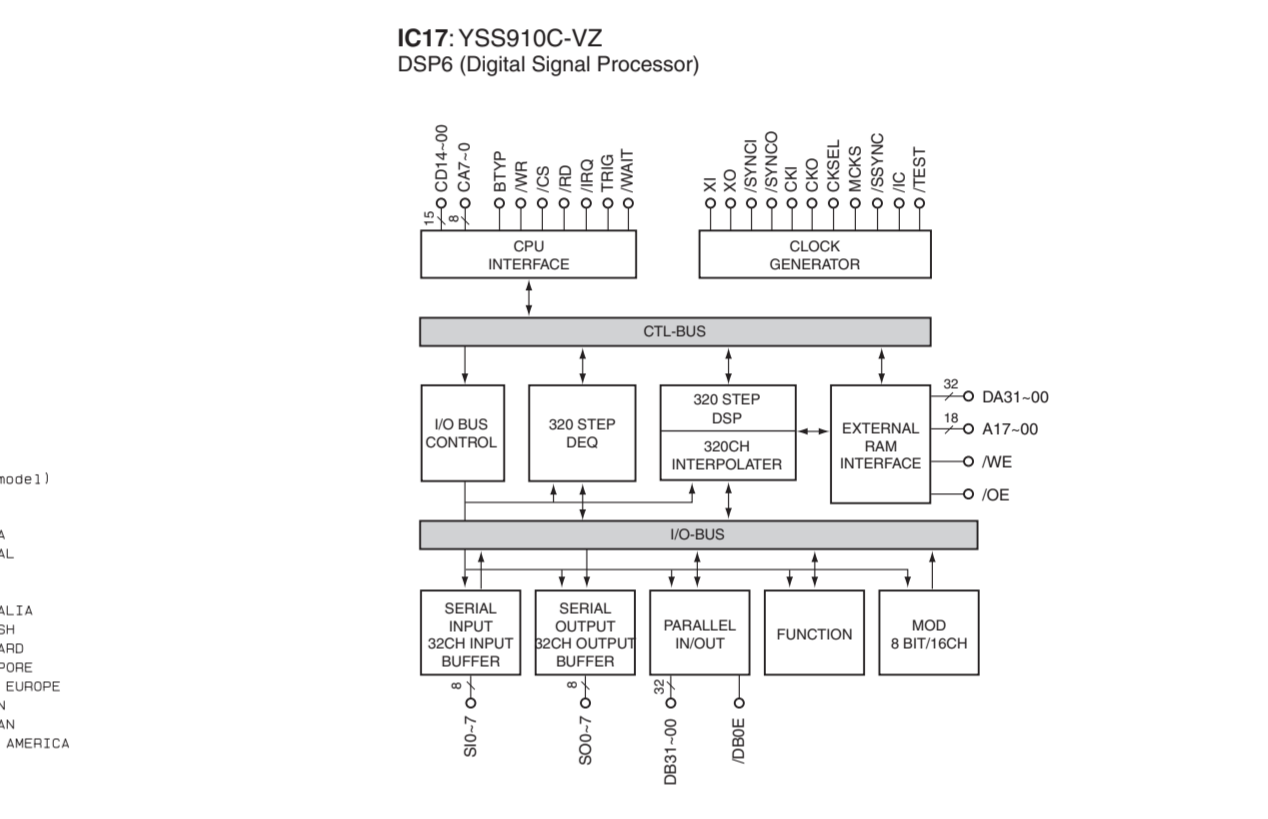 IC17: YSS910C-VZ
DSP6 (Digital Signal Processor)
CD14~00
CA7~0
BTYP
/WR
/CS
/RD
/IRQ
TRIG
/WAIT
XI
XO
/SYNCI
/SYNCO
CKI
CKO
CKSEL
MCKS
/SSYNC
/IC
/TEST
15
8
CPU
INTERFACE
CLOCK
GENERATOR
CTL-BUS
I/O BUS
CONTROL
320 STEP
DEQ
320 STEP
DSP
320CH
INTERPOLATER
EXTERNAL
RAM
INTERFACE
32
DA31~00
18
A17~00
/WE
/OE
I/O-BUS
SERIAL
INPUT
32CH INPUT
BUFFER
SERIAL
OUTPUT
32CH OUTPUT
BUFFER
PARALLEL
IN/OUT
FUNCTION
MOD
8 BIT/16CH
8
8
32
SI0~7
SO0~7
DB31~00
/DB0E
model)
A
AL
ALIA
SH
ARD
PORE
EUROPE
N
AN
AMERICA